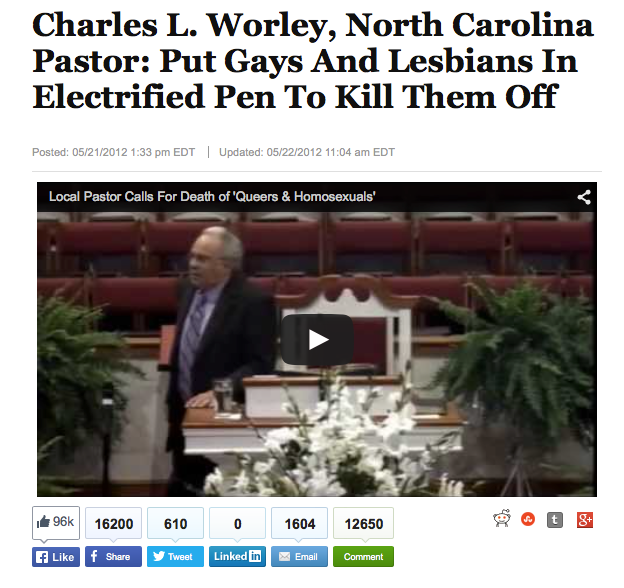 Charles L. Worley, North Carolina
Pastor: Put Gays And Lesbians In
Electrified Pen To Kill Them Off
Posted: 05/21/2012 1:33 pm EDT | Updated: 05/22/2012 11:04 am EDT
Local Pastor Calls For Death of 'Queers & Homosexuals'
96k 16200 610 0 1604 12650
Like Share Tweet Linked in Email Comment